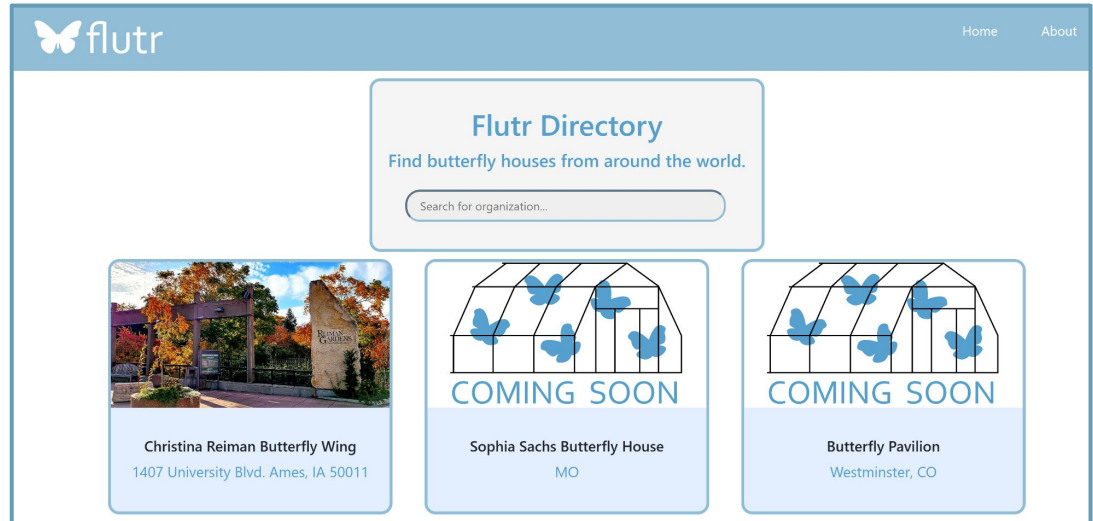 flutr
Home
About
Flutr Directory
Find butterfly houses from around the world.
Search for organization...
REIMAN
GARDENS
COMING SOON
COMING SOON
Christina Reiman Butterfly Wing
1407 University Blvd. Ames, IA 50011
Sophia Sachs Butterfly House
MO
Butterfly Pavilion
Westminster, CO